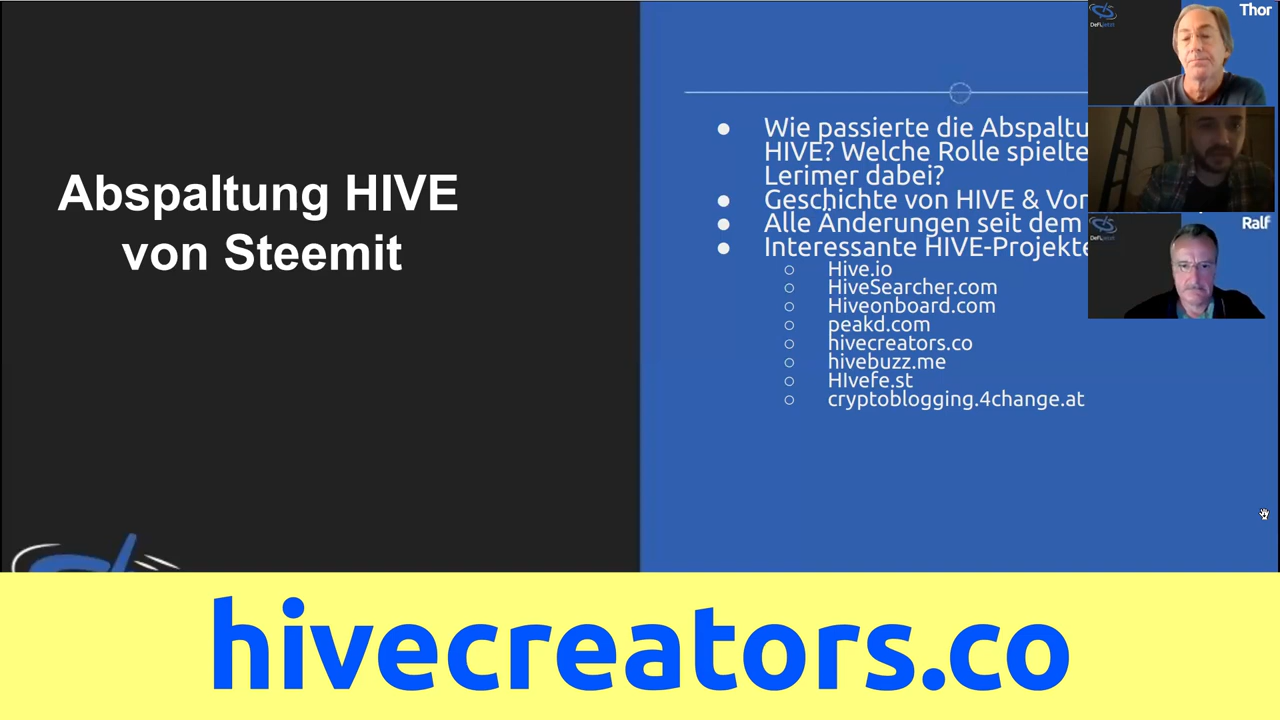 Abspaltung HIVE
von Steemit
Wie passierte die Abspaltu
HIVE? Welche Rolle spielte
Lerimer dabei?
Geschichte von HIVE & Vor
Alle Änderungen seit dem
Interessante HIVE-Projekte
Hive.io
HiveSearcher.com
Hiveonboard.com
peakd.com
hivecreators.co
hivebuzz.me
HIvefe.st
cryptoblogging.4change.at
Thor
Ralf
hivecreators.co